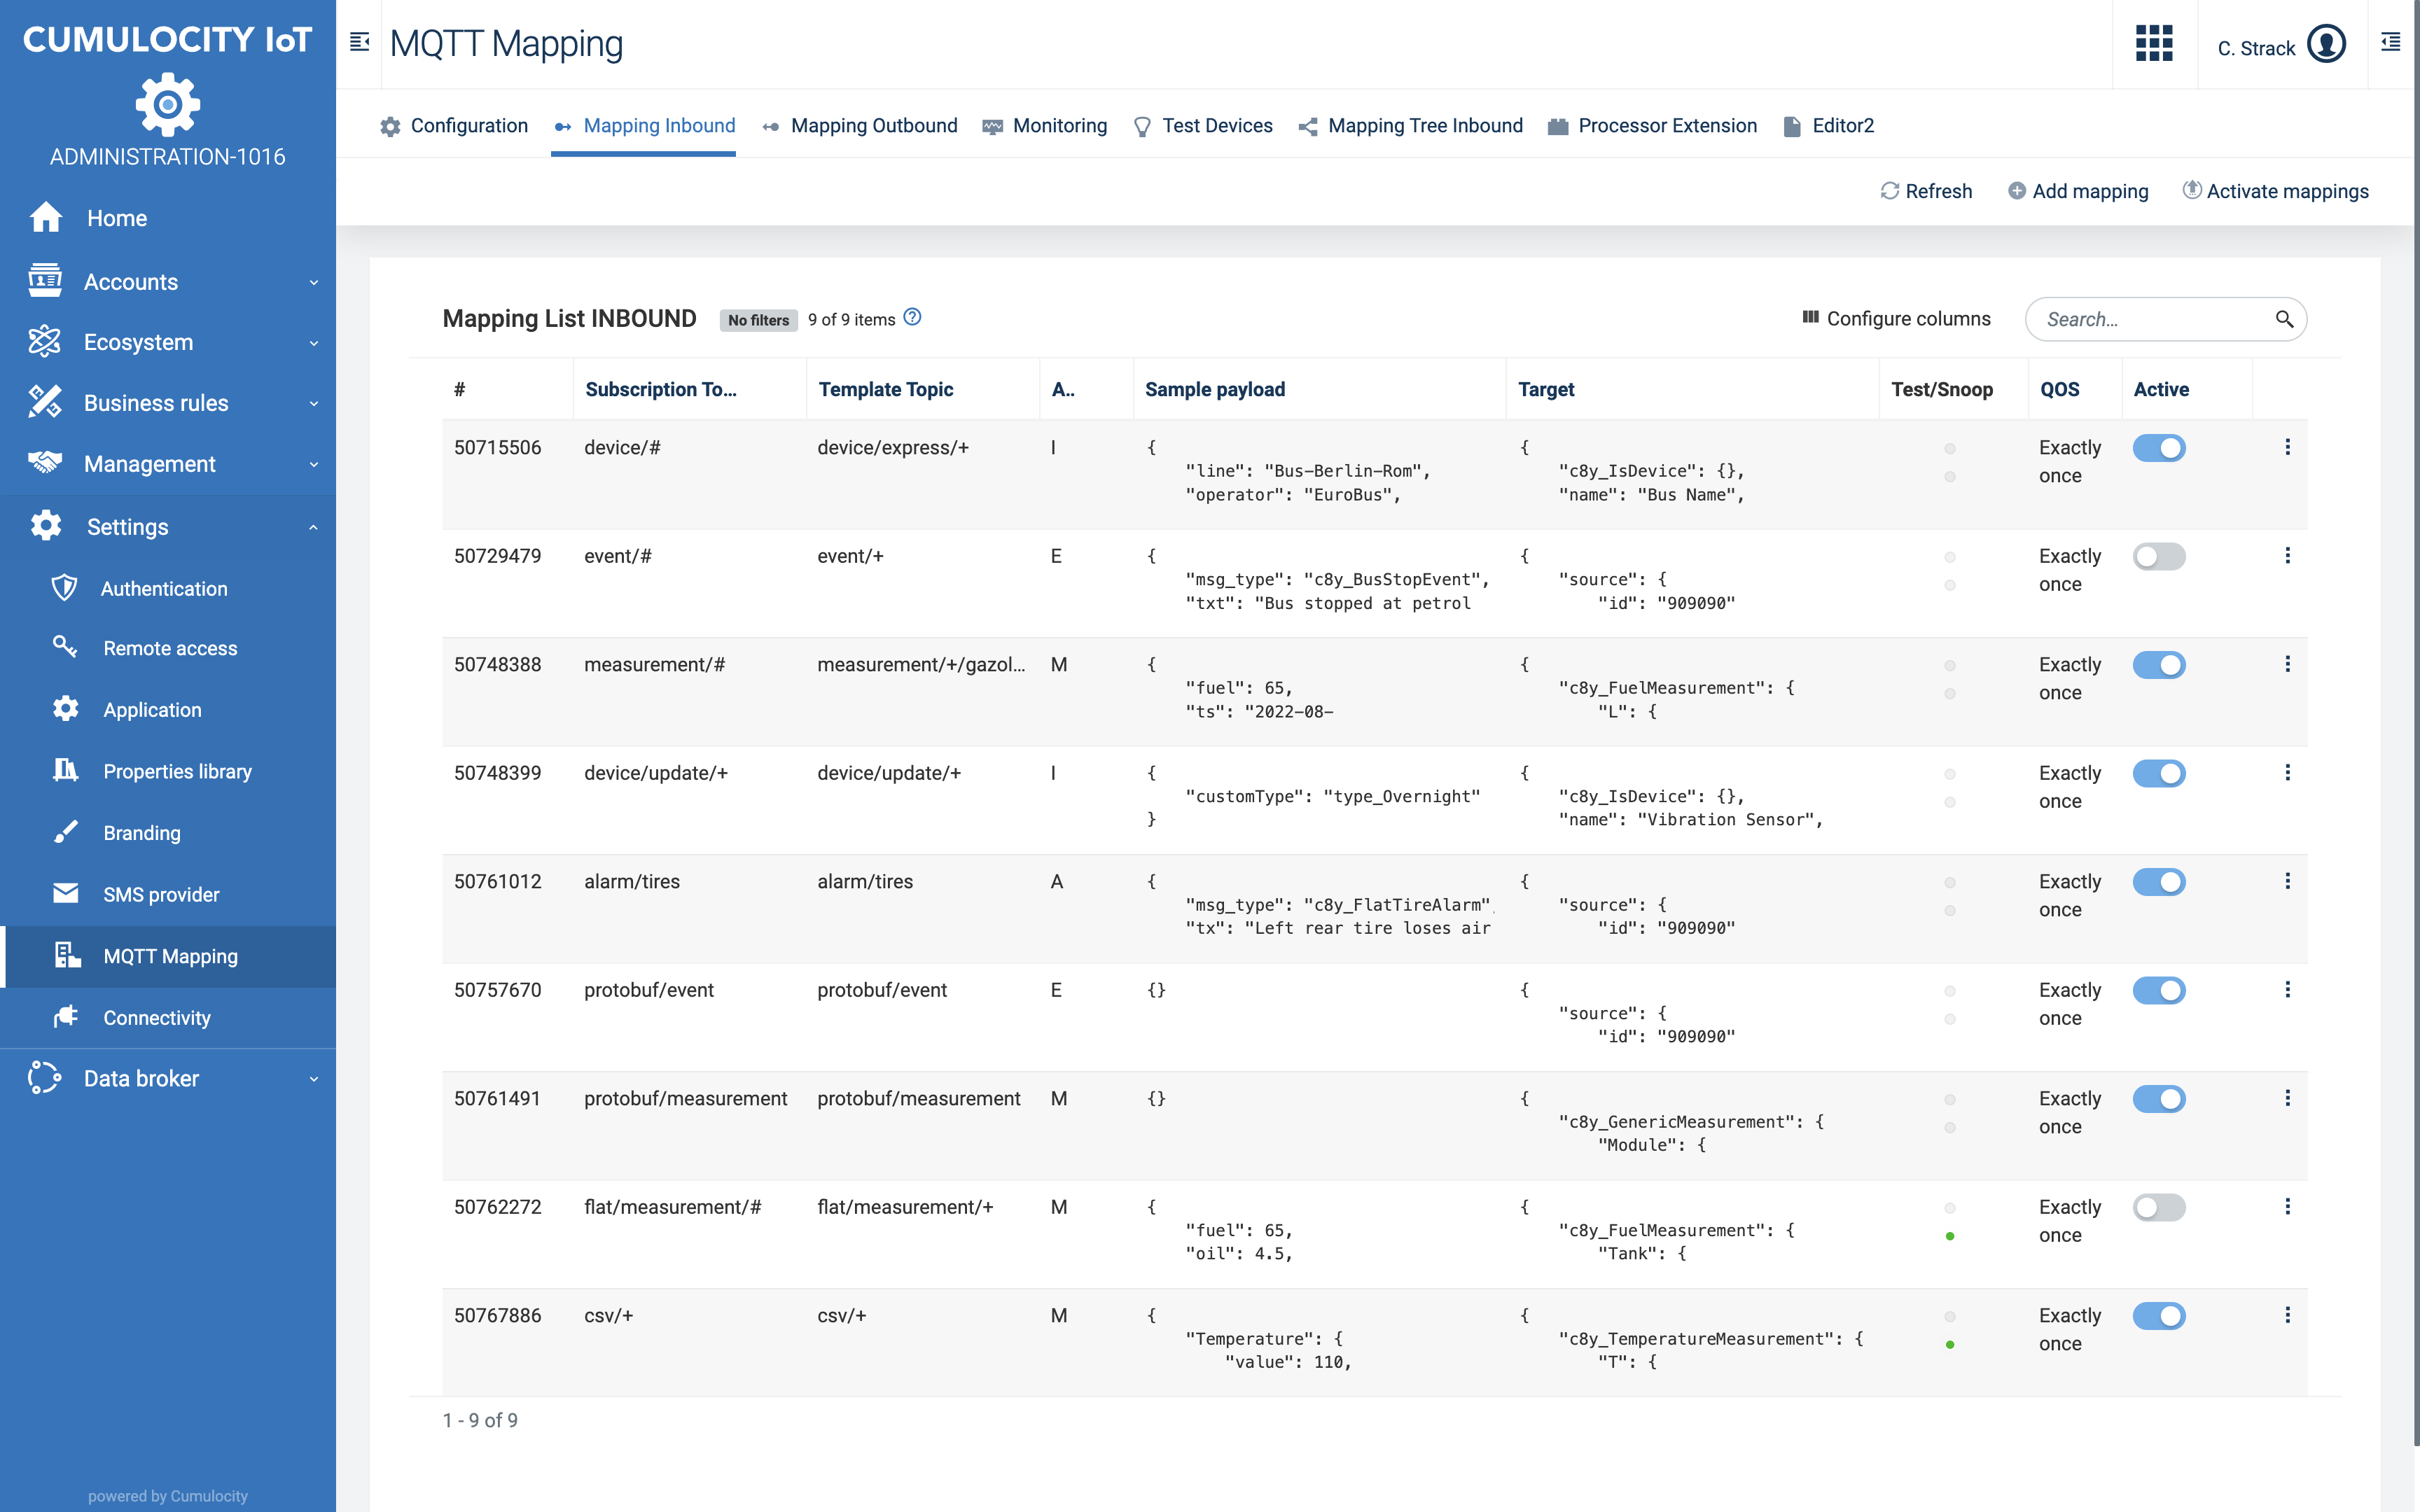 CUMULOCITY IoT
ADMINISTRATION-1016
Home
Accounts
Ecosystem
Business rules
Management
Settings
Authentication
Remote access
Application
Properties library
Branding
SMS provider
MQTT Mapping
Connectivity
Data broker
powered by Cumulocity
MQTT Mapping
C. Strack
Configuration Mapping Inbound Mapping Outbound Monitoring Test Devices Mapping Tree Inbound Processor Extension Editor2
Refresh Add mapping Activate mappings
Mapping List INBOUND No filters 9 of 9 items Configure columns Search...
# Subscription To... Template Topic A.. Sample payload Target Test/Snoop QOS Active
50715506 device/# device/express/+ I { { Exactly
"line": "Bus-Berlin-Rom", "c8y_IsDevice": {}, once
"operator": "EuroBus", "name": "Bus Name",
50729479 event/# event/+ E { { Exactly
"msg_type": "c8y_BusStopEvent", "source": { once
"txt": "Bus stopped at petrol "id": "909090"
50748388 measurement/# measurement/+/gazol... M { { Exactly
"fuel": 65, "c8y_FuelMeasurement": { once
"ts": "2022-08- "L": {
50748399 device/update/+ device/update/+ I { { Exactly
"customType": "type_Overnight" "c8y_IsDevice": {}, once
} "name": "Vibration Sensor",
50761012 alarm/tires alarm/tires A { { Exactly
"msg_type": "c8y_FlatTireAlarm", "source": { once
"tx": "Left rear tire loses air "id": "909090"
50757670 protobuf/event protobuf/event E {} { Exactly
"source": { once
"id": "909090"
50761491 protobuf/measurement protobuf/measurement M {} { Exactly
"c8y_GenericMeasurement": { once
"Module": {
50762272 flat/measurement/# flat/measurement/+ M { { Exactly
"fuel": 65, "c8y_FuelMeasurement": { once
"oil": 4.5, "Tank": {
50767886 csv/+ csv/+ M { { Exactly
"Temperature": { "c8y_TemperatureMeasurement": { once
"value": 110, "T": {
1 - 9 of 9